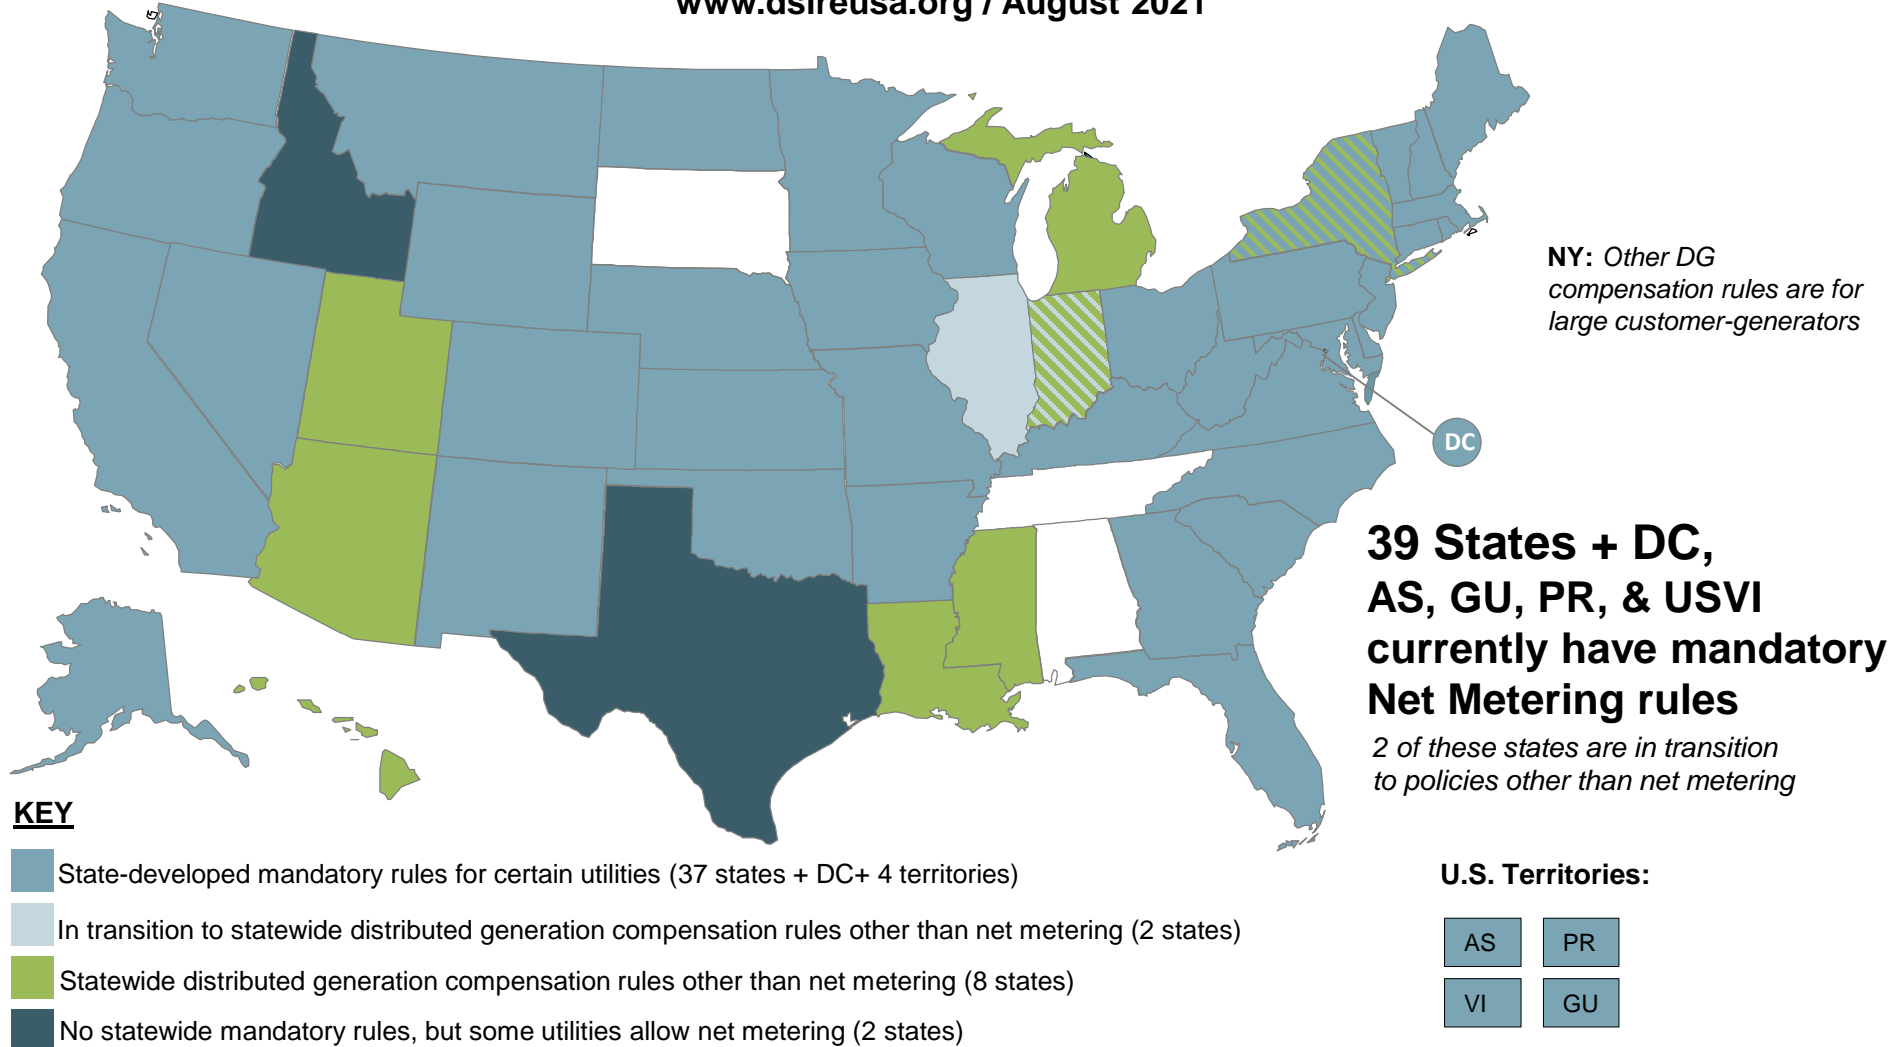 www.dsireusa.org / August 2021
NY: Other DG
compensation rules are for
large customer-generators
DC
39 States + DC,
AS, GU, PR, & USVI
currently have mandatory
Net Metering rules
2 of these states are in transition
to policies other than net metering
KEY
State-developed mandatory rules for certain utilities (37 states + DC+ 4 territories)
In transition to statewide distributed generation compensation rules other than net metering (2 states)
Statewide distributed generation compensation rules other than net metering (8 states)
No statewide mandatory rules, but some utilities allow net metering (2 states)
U.S. Territories:
AS PR
VI GU